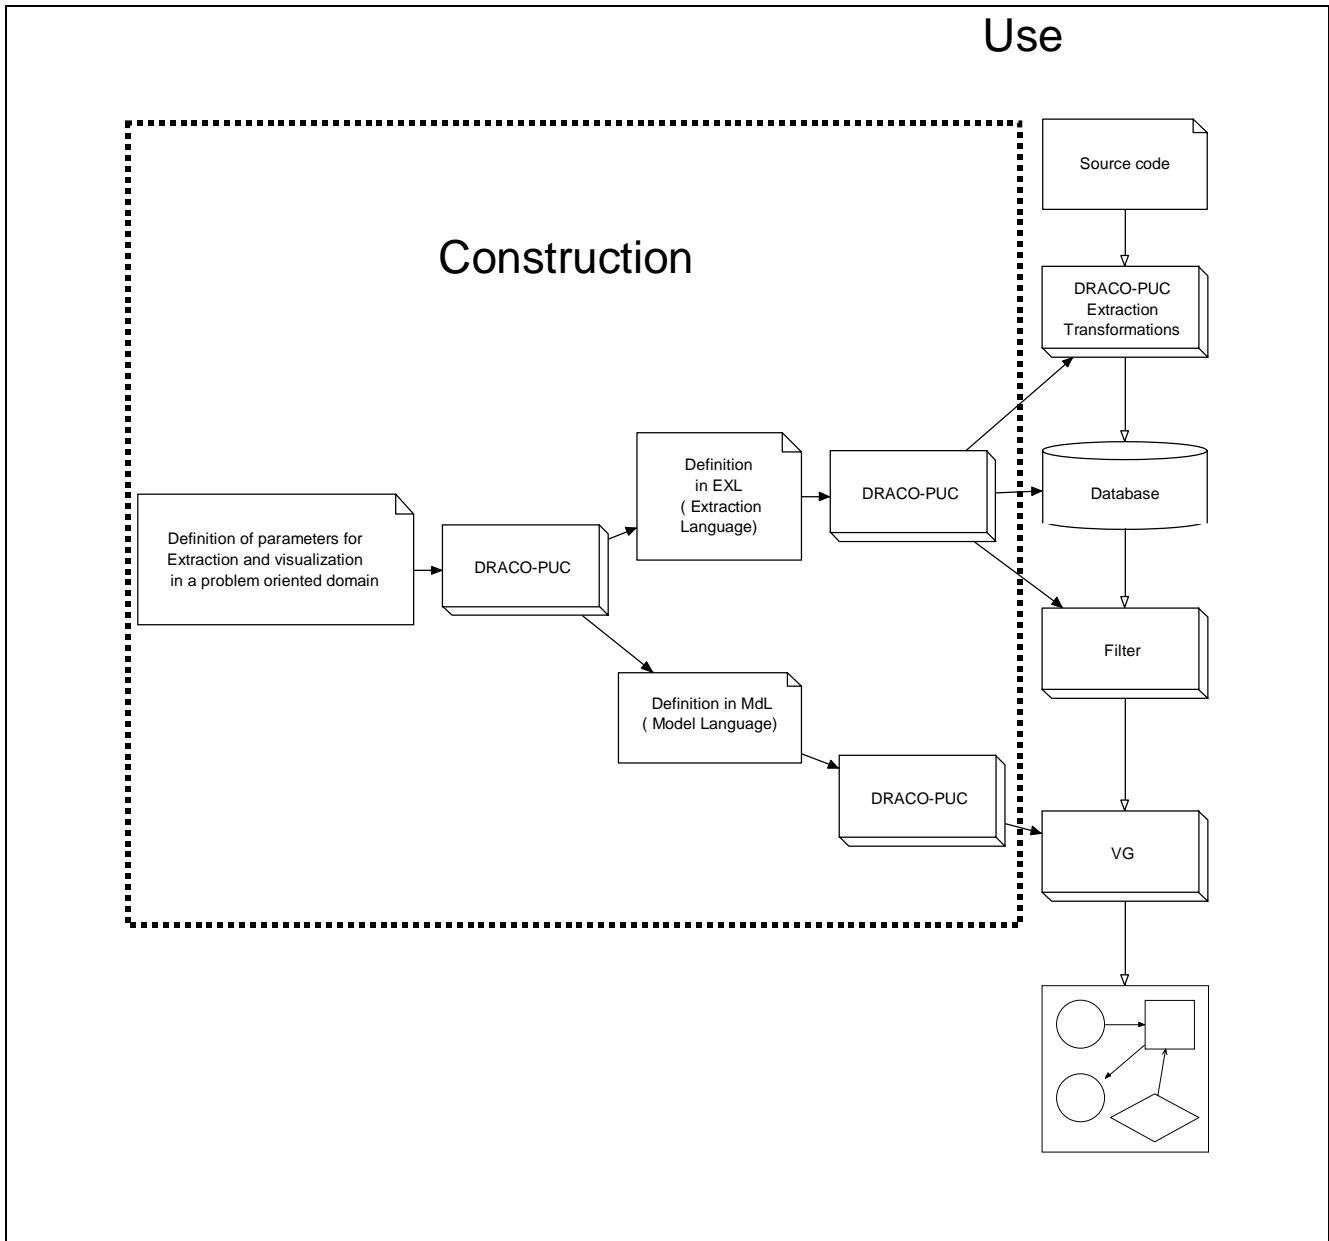 Use
Construction
Source code
DRACO-PUC
Extraction
Transformations
Definition
in EXL
( Extraction
Language)
DRACO-PUC
Database
Definition of parameters for
Extraction and visualization
in a problem oriented domain
DRACO-PUC
Filter
Definition in MdL
( Model Language)
DRACO-PUC
VG